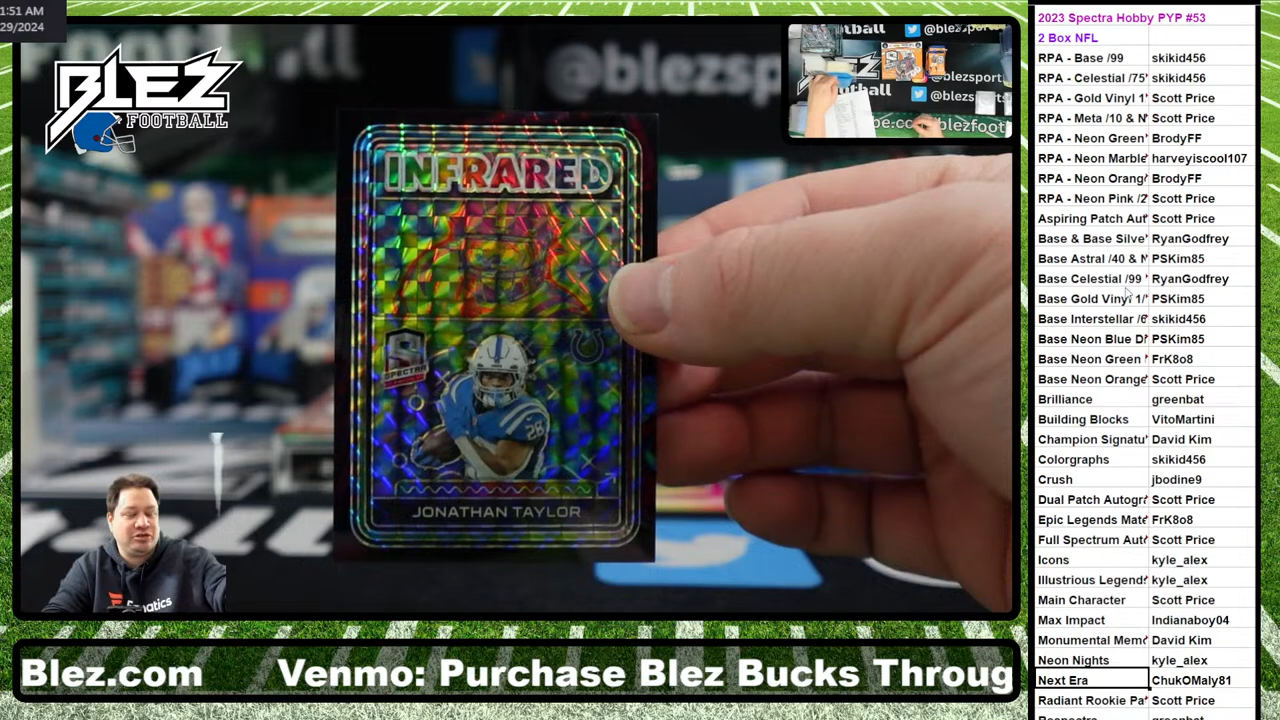 1:51 AM
29/2024
BLEZ
FOOTBALL
@blezspo
INFRARED
SPECTRA
28
JONATHAN TAYLOR
@blezsport
Blez.com Venmo: Purchase Blez Bucks Throug
2023 Spectra Hobby PYP #53
2 Box NFL
RPA - Base /99 skikid456
RPA - Celestial /75 skikid456
RPA - Gold Vinyl 1 Scott Price
RPA - Meta /10 & N Scott Price
RPA - Neon Green BrodyFF
RPA - Neon Marble harveyiscool107
RPA - Neon Orang BrodyFF
RPA - Neon Pink /2 Scott Price
Aspiring Patch Aut Scott Price
Base & Base Silve RyanGodfrey
Base Astral /40 & N PSKim85
Base Celestial /99 RyanGodfrey
Base Gold Vinyl 1/ PSKim85
Base Interstellar /6 skikid456
Base Neon Blue D PSKim85
Base Neon Green FrK8o8
Base Neon Orange Scott Price
Brilliance greenbat
Building Blocks VitoMartini
Champion Signatu David Kim
Colorgraphs skikid456
Crush jbodine9
Dual Patch Autogr Scott Price
Epic Legends Mate FrK8o8
Full Spectrum Aut Scott Price
Icons kyle_alex
Illustrious Legend kyle_alex
Main Character Scott Price
Max Impact Indianaboy04
Monumental Mem David Kim
Neon Nights kyle_alex
Next Era ChukOMaly81
Radiant Rookie Pa Scott Price